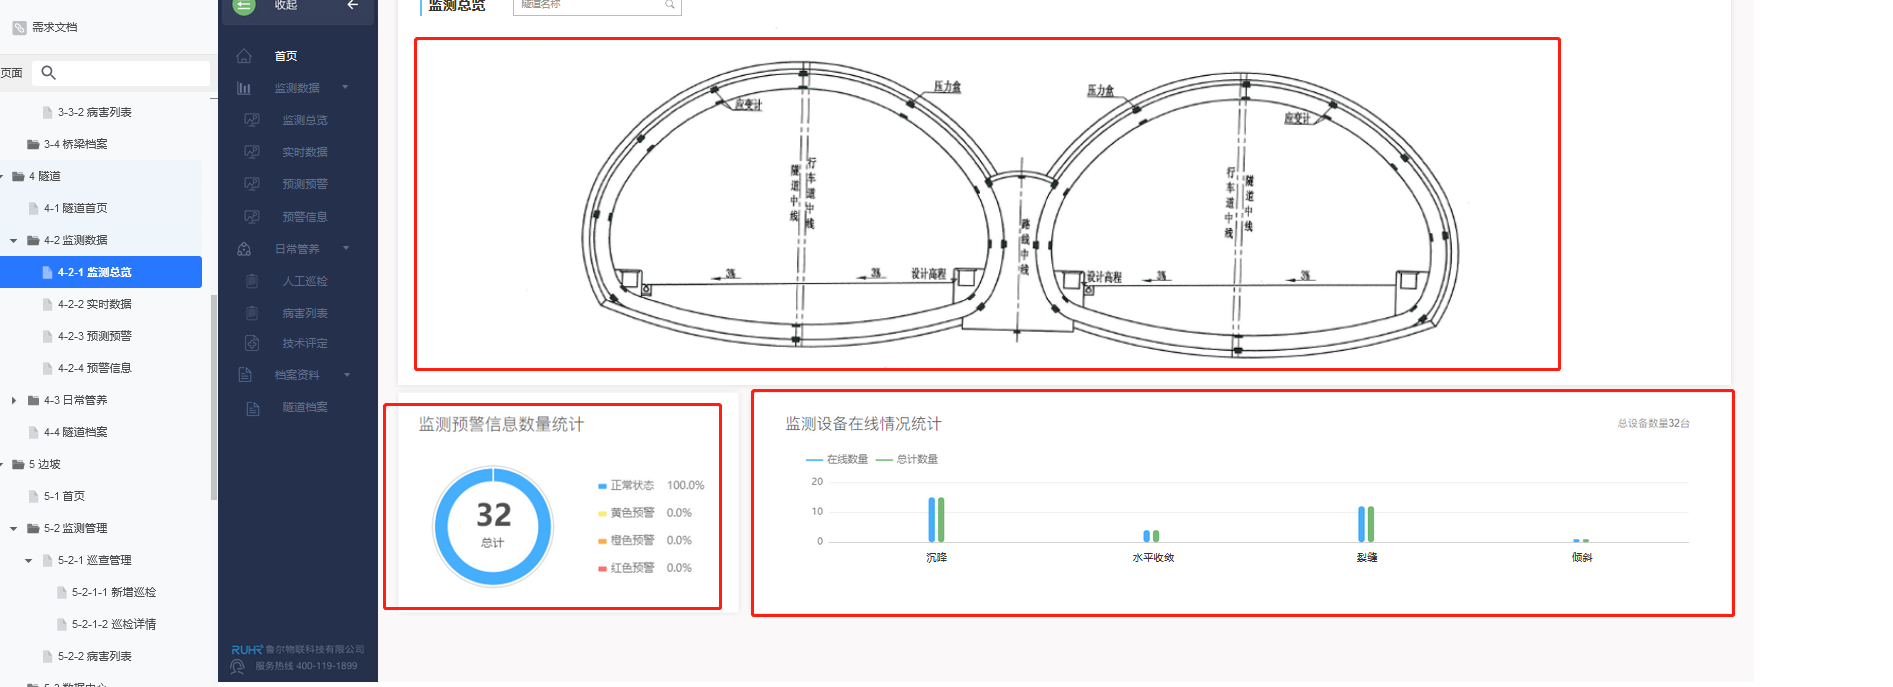 需求文档
页面
3-3-2 病害列表
3-4 桥梁档案
4 隧道
4-1 隧道首页
4-2 监测数据
4-2-1 监测总览
4-2-2 实时数据
4-2-3 预测预警
4-2-4 预警信息
4-3 日常管养
4-4 隧道档案
5 边坡
5-1 首页
5-2 监测管理
5-2-1 巡查管理
5-2-1-1 新增巡检
5-2-1-2 巡检详情
5-2-2 病害列表
5-3 数据中心
收起
首页
监测数据
监测总览
实时数据
预测预警
预警信息
日常管养
人工巡检
病害列表
技术评定
档案资料
隧道档案
RUHR 鲁尔物联科技有限公司
服务热线 400-119-1899
监测总览
隧道名称
压力盒
应变计
隧道中线
行车道中线
3%
3%
设计高程
路线中线
压力盒
应变计
行车道中线
隧道中线
设计高程
3%
3%
监测预警信息数量统计
32
总计
正常状态 100.0%
黄色预警 0.0%
橙色预警 0.0%
红色预警 0.0%
监测设备在线情况统计
总设备数量32台
在线数量 总计数量
20
10
0
沉降 水平收敛 裂缝 倾斜